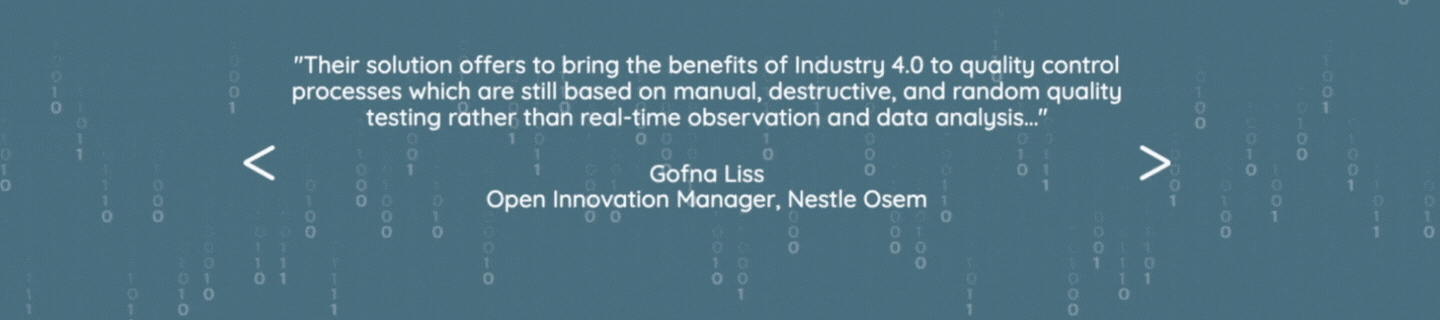 "Their solution offers to bring the benefits of Industry 4.0 to quality control
processes which are still based on manual, destructive, and random quality
testing rather than real-time observation and data analysis..."
< >
Gofna Liss
Open Innovation Manager, Nestle Osem